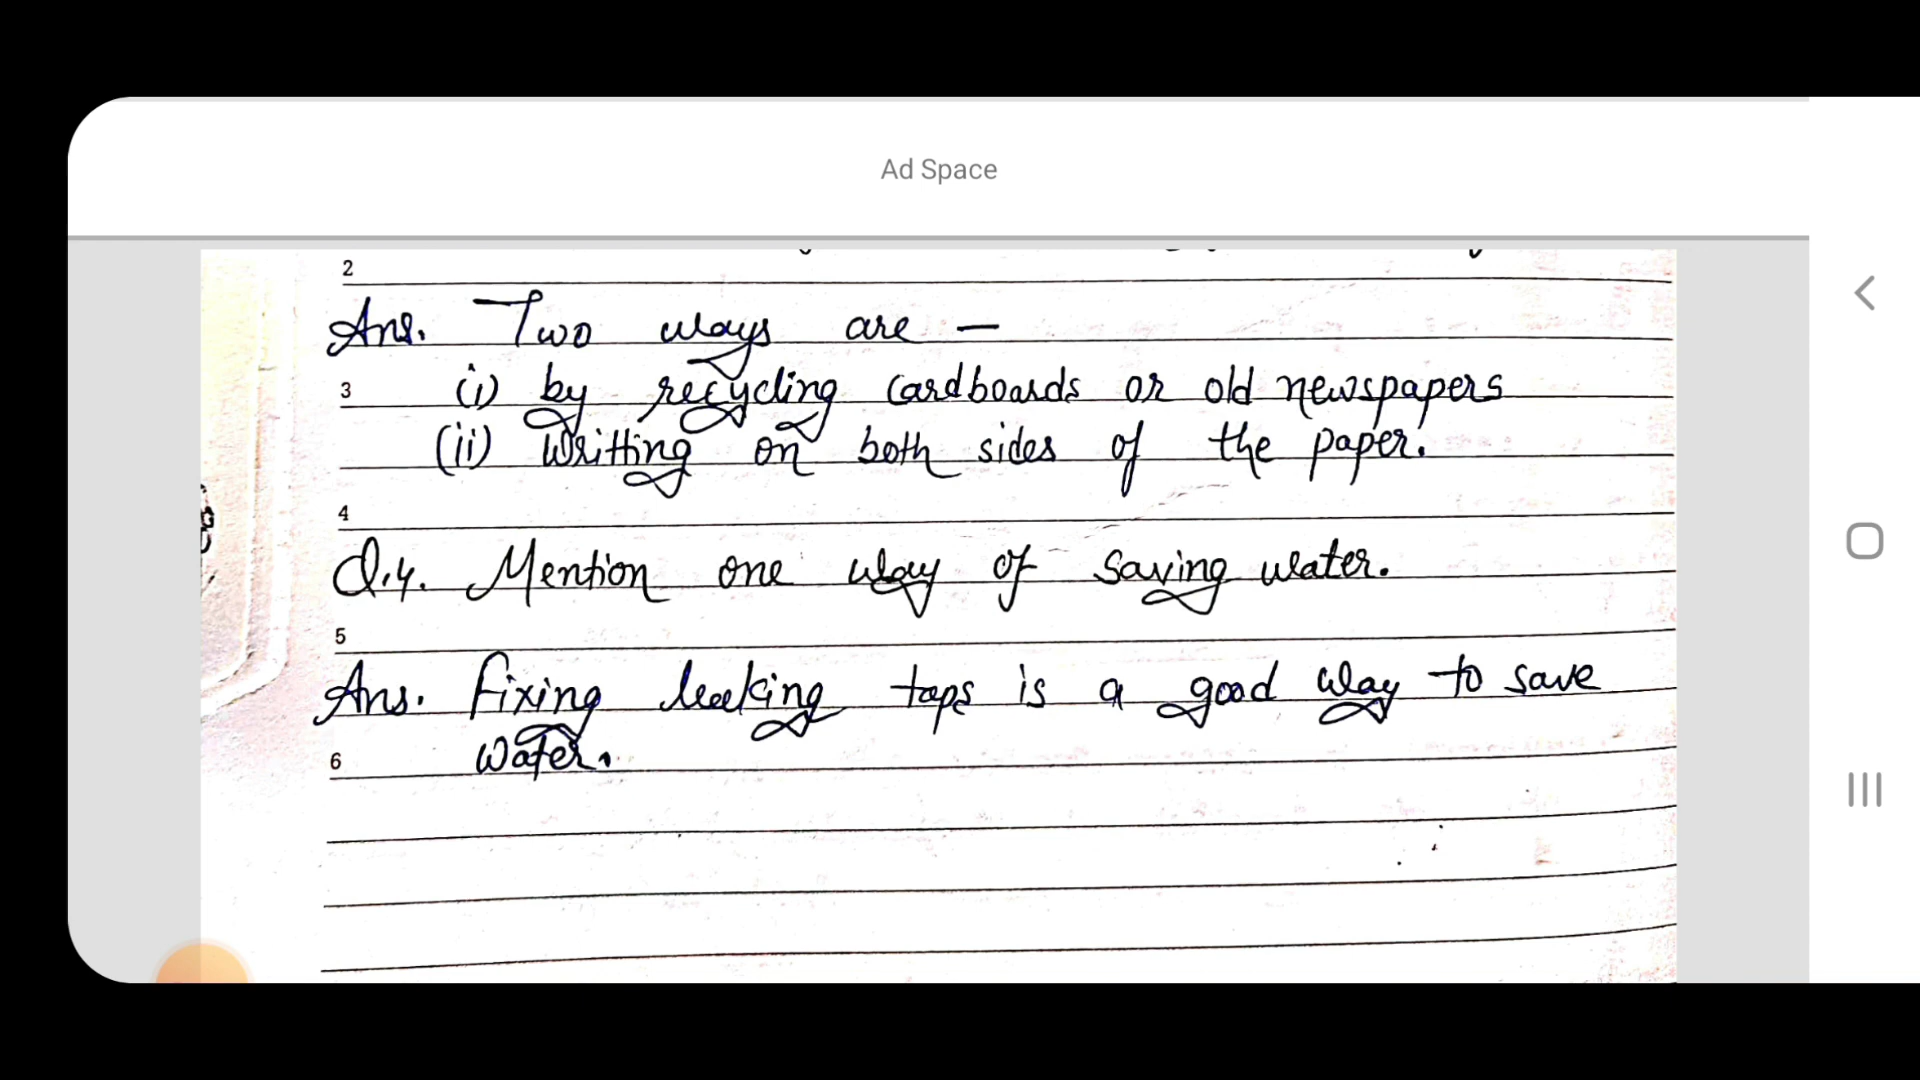 Ad Space
2
Ans. Two ways are —
3 (i) by recycling cardboards or old newspapers
(ii) Writting on both sides of the paper.
4
Q.4. Mention one way of saving water.
5
Ans. Fixing leaking taps is a good way to save
6 water.